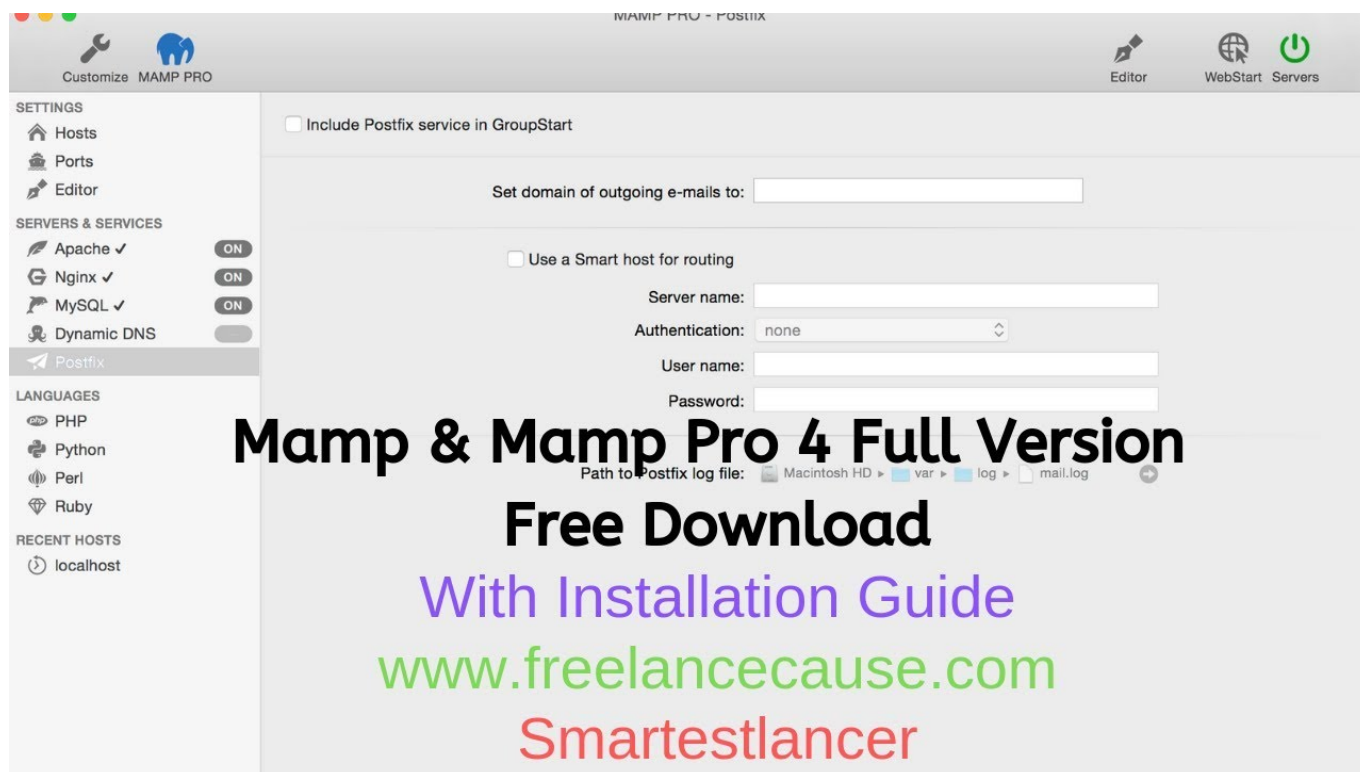 MAMP PRO - Postfix
Customize MAMP PRO Editor WebStart Servers
SETTINGS
Hosts
Ports
Editor
SERVERS & SERVICES
Apache ✓ ON
Nginx ✓ ON
MySQL ✓ ON
Dynamic DNS
Postfix
LANGUAGES
PHP
Python
Perl
Ruby
RECENT HOSTS
localhost
Include Postfix service in GroupStart
Set domain of outgoing e-mails to:
Use a Smart host for routing
Server name:
Authentication: none
User name:
Password:
Path to Postfix log file: Macintosh HD ▸ var ▸ log ▸ mail.log
Mamp & Mamp Pro 4 Full Version
Free Download
With Installation Guide
www.freelancecause.com
Smartestlancer